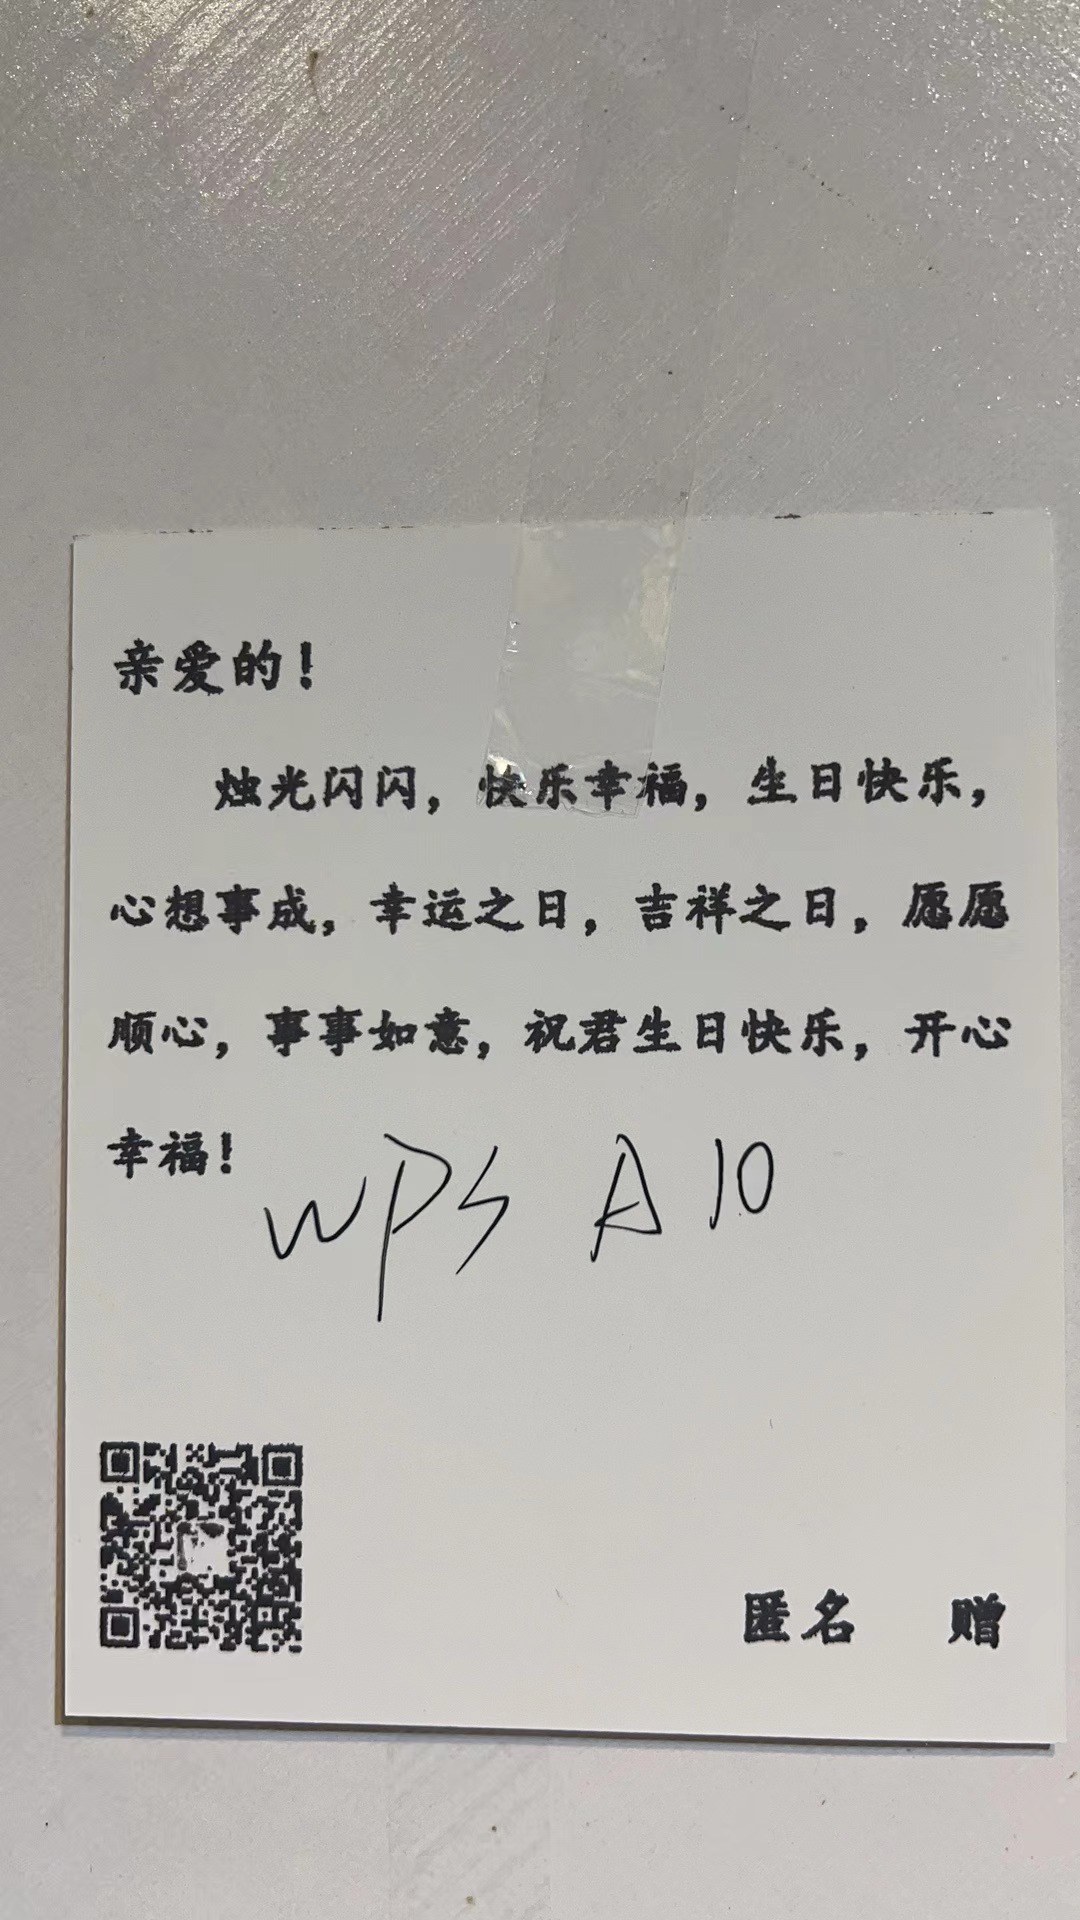 亲爱的！
烛光闪闪，快乐幸福，生日快乐，
心想事成，幸运之日，吉祥之日，愿愿
顺心，事事如意，祝君生日快乐，开心
幸福！
WPS A 10
匿名 赠